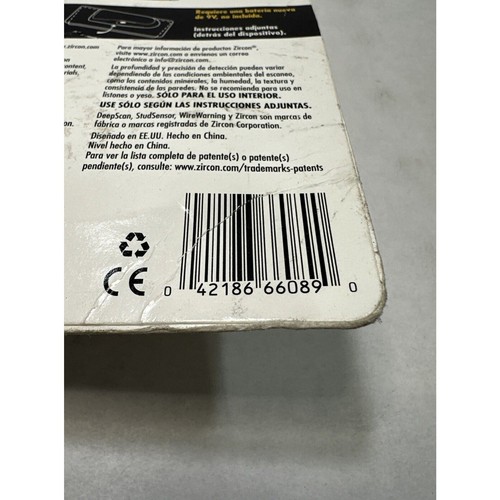 Requiere una batería nueva
de 9V, no incluida.
Instrucciones adjuntas
(detrás del dispositivo).
.zircon.com
ontent,
rials,
Para mayor información de productos Zircon®,
www.zircon.com o envíenos un correo
electrónico a info@zircon.com
La profundidad y precisión de detección pueden variar
dependiendo de las condiciones ambientales del escaneo,
como los contenidos minerales, la humedad, la textura y
consistencia de las paredes. No se recomienda para uso en
listones o yeso. SÓLO PARA EL USO INTERIOR.
USE SÓLO SEGÚN LAS INSTRUCCIONES ADJUNTAS.
DeepScan, StudSensor, WireWarning y Zircon son marcas de
fábrica o marcas registradas de Zircon Corporation.
Diseñado en EE.UU. Hecho en China.
Nivel hecho en China.
Para ver la lista completa de patente(s) o patente(s)
pendiente(s), consulte: www.zircon.com/trademarks-patents
CE
0 42186 66089 0